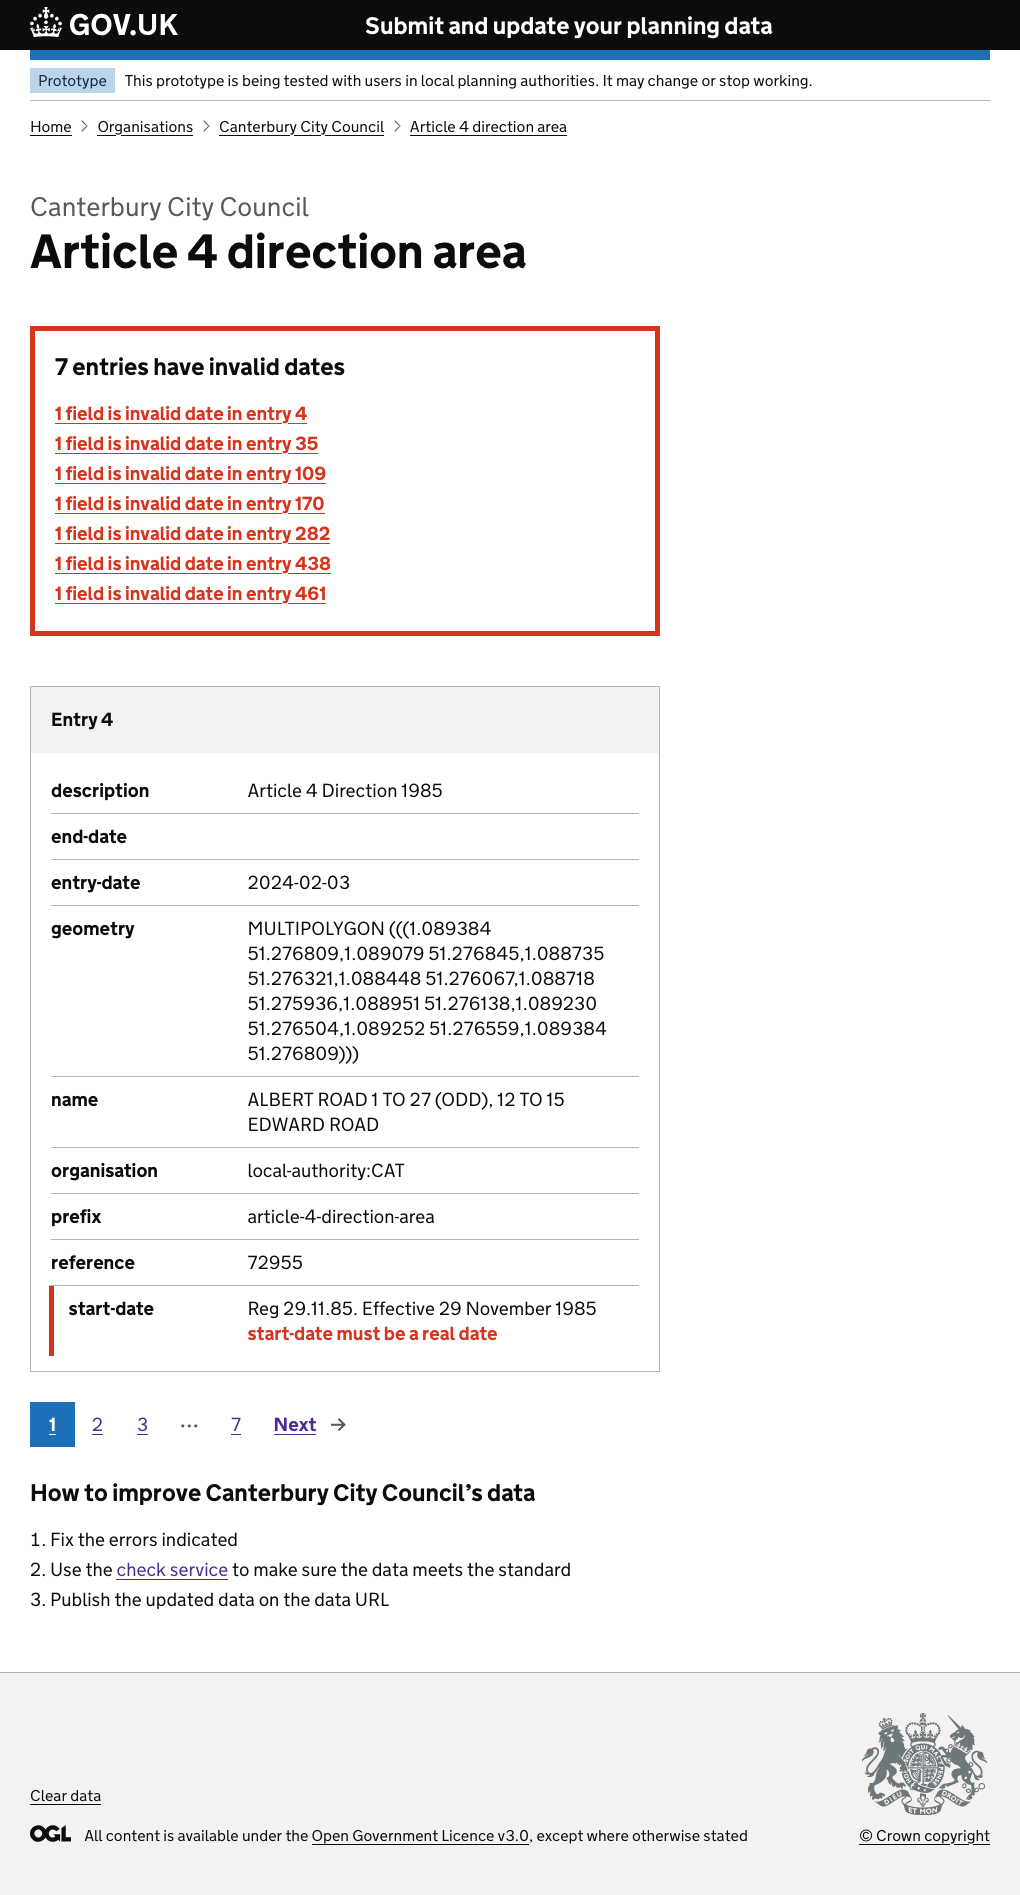 GOV.UK
Submit and update your planning data
Prototype
This prototype is being tested with users in local planning authorities. It may change or stop working.
Home > Organisations > Canterbury City Council > Article 4 direction area
Canterbury City Council
Article 4 direction area
7 entries have invalid dates
1 field is invalid date in entry 4
1 field is invalid date in entry 35
1 field is invalid date in entry 109
1 field is invalid date in entry 170
1 field is invalid date in entry 282
1 field is invalid date in entry 438
1 field is invalid date in entry 461
Entry 4
description Article 4 Direction 1985
end-date
entry-date 2024-02-03
geometry MULTIPOLYGON (((1.089384
51.276809,1.089079 51.276845,1.088735
51.276321,1.088448 51.276067,1.088718
51.275936,1.088951 51.276138,1.089230
51.276504,1.089252 51.276559,1.089384
51.276809)))
name ALBERT ROAD 1 TO 27 (ODD), 12 TO 15
EDWARD ROAD
organisation local-authority:CAT
prefix article-4-direction-area
reference 72955
start-date Reg 29.11.85. Effective 29 November 1985
start-date must be a real date
1 2 3 ⋯ 7 Next →
How to improve Canterbury City Council’s data
1. Fix the errors indicated
2. Use the check service to make sure the data meets the standard
3. Publish the updated data on the data URL
Clear data
DIEU ET MON DROIT
OGL All content is available under the Open Government Licence v3.0, except where otherwise stated
© Crown copyright